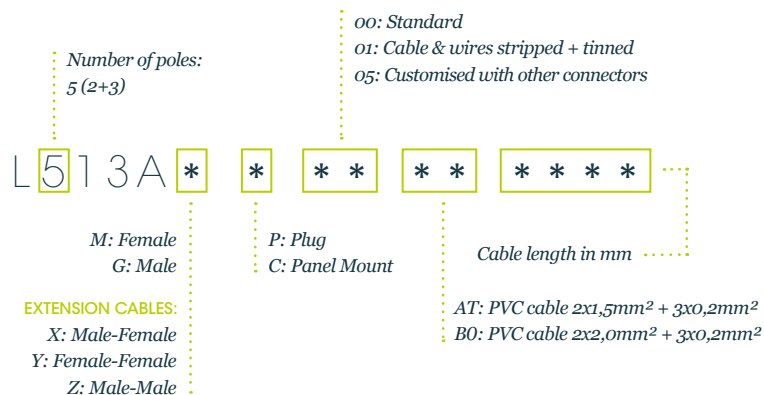 00: Standard
01: Cable & wires stripped + tinned
05: Customised with other connectors
Number of poles:
5 (2+3)
L513A * * ** ** ****
M: Female
G: Male
P: Plug
C: Panel Mount
Cable length in mm
EXTENSION CABLES:
X: Male-Female
Y: Female-Female
Z: Male-Male
AT: PVC cable 2x1,5mm² + 3x0,2mm²
B0: PVC cable 2x2,0mm² + 3x0,2mm²